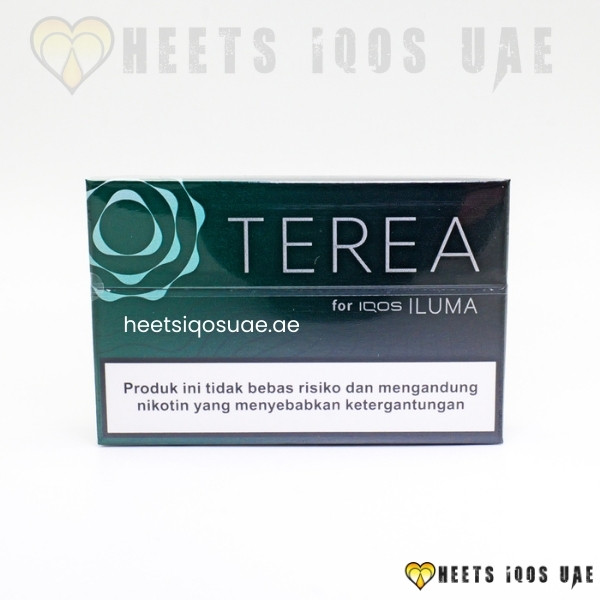 HEETS iQOS UAE
TEREA
for IQOS ILUMA
heetsiqosuae.ae
Produk ini tidak bebas risiko dan mengandung
nikotin yang menyebabkan ketergantungan
HEETS iQOS UAE